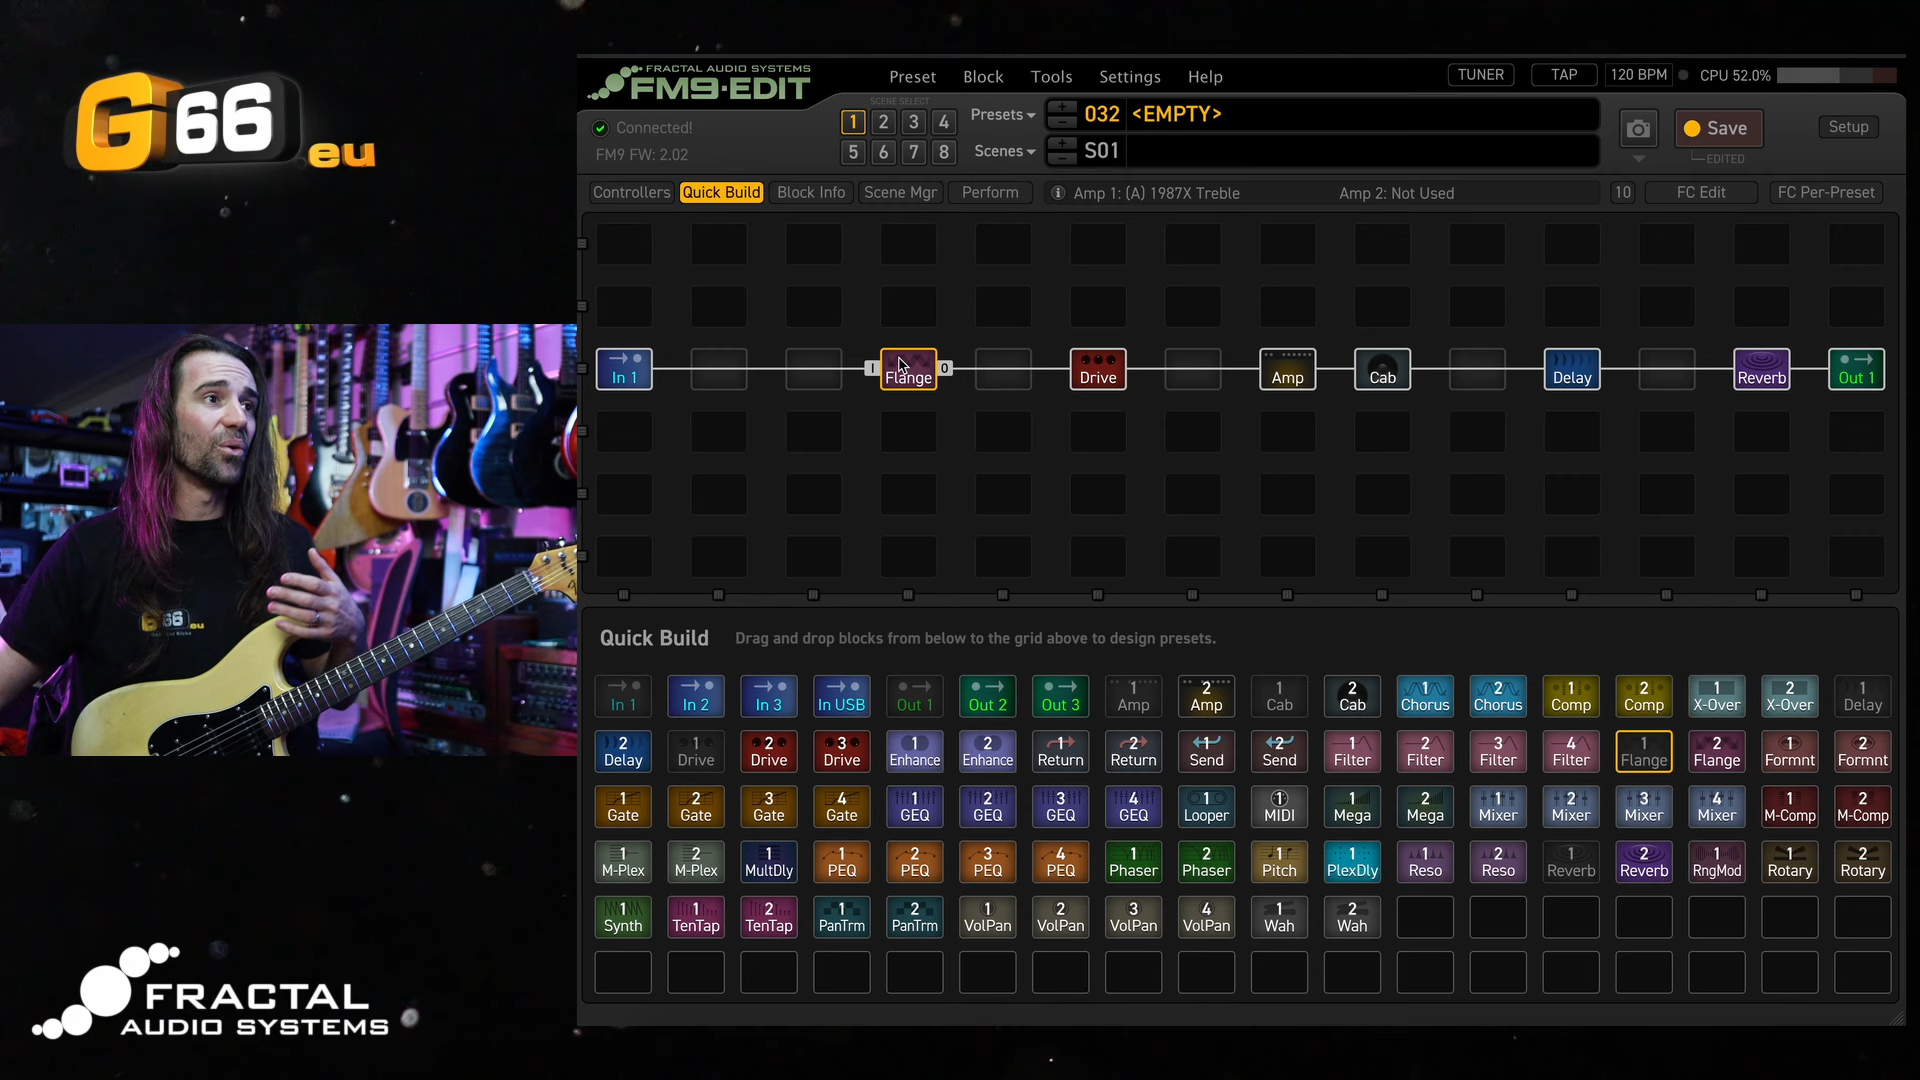 G66.eu
FRACTAL AUDIO SYSTEMS
FM9·EDIT
Preset Block Tools Settings Help
TUNER TAP 120 BPM CPU 52.0%
Connected!
FM9 FW: 2.02
SCENE SELECT
1 2 3 4
5 6 7 8
Presets + - 032 <EMPTY>
Scenes + - S01
Save
EDITED
Setup
Controllers Quick Build Block Info Scene Mgr Perform
Amp 1: (A) 1987X Treble Amp 2: Not Used
10 FC Edit FC Per-Preset
In 1 I Flange O Drive Amp Cab Delay Reverb Out 1
Quick Build Drag and drop blocks from below to the grid above to design presets.
In 1 In 2 In 3 In USB Out 1 Out 2 Out 3 1 Amp 2 Amp 1 Cab 2 Cab 1 Chorus 2 Chorus 1 Comp 2 Comp 1 X-Over 2 X-Over 1 Delay
2 Delay 1 Drive 2 Drive 3 Drive 1 Enhance 2 Enhance 1 Return 2 Return 1 Send 2 Send 1 Filter 2 Filter 3 Filter 4 Filter 1 Flange 2 Flange 1 Formnt 2 Formnt
1 Gate 2 Gate 3 Gate 4 Gate 1 GEQ 2 GEQ 3 GEQ 4 GEQ 1 Looper 1 MIDI 1 Mega 2 Mega 1 Mixer 2 Mixer 3 Mixer 4 Mixer 1 M-Comp 2 M-Comp
1 M-Plex 2 M-Plex 1 MultDly 1 PEQ 2 PEQ 3 PEQ 4 PEQ 1 Phaser 2 Phaser 1 Pitch 1 PlexDly 1 Reso 2 Reso 1 Reverb 2 Reverb 1 RngMod 1 Rotary 2 Rotary
1 Synth 1 TenTap 2 TenTap 1 PanTrm 2 PanTrm 1 VolPan 2 VolPan 3 VolPan 4 VolPan 1 Wah 2 Wah
G66.eu
FRACTAL
AUDIO SYSTEMS